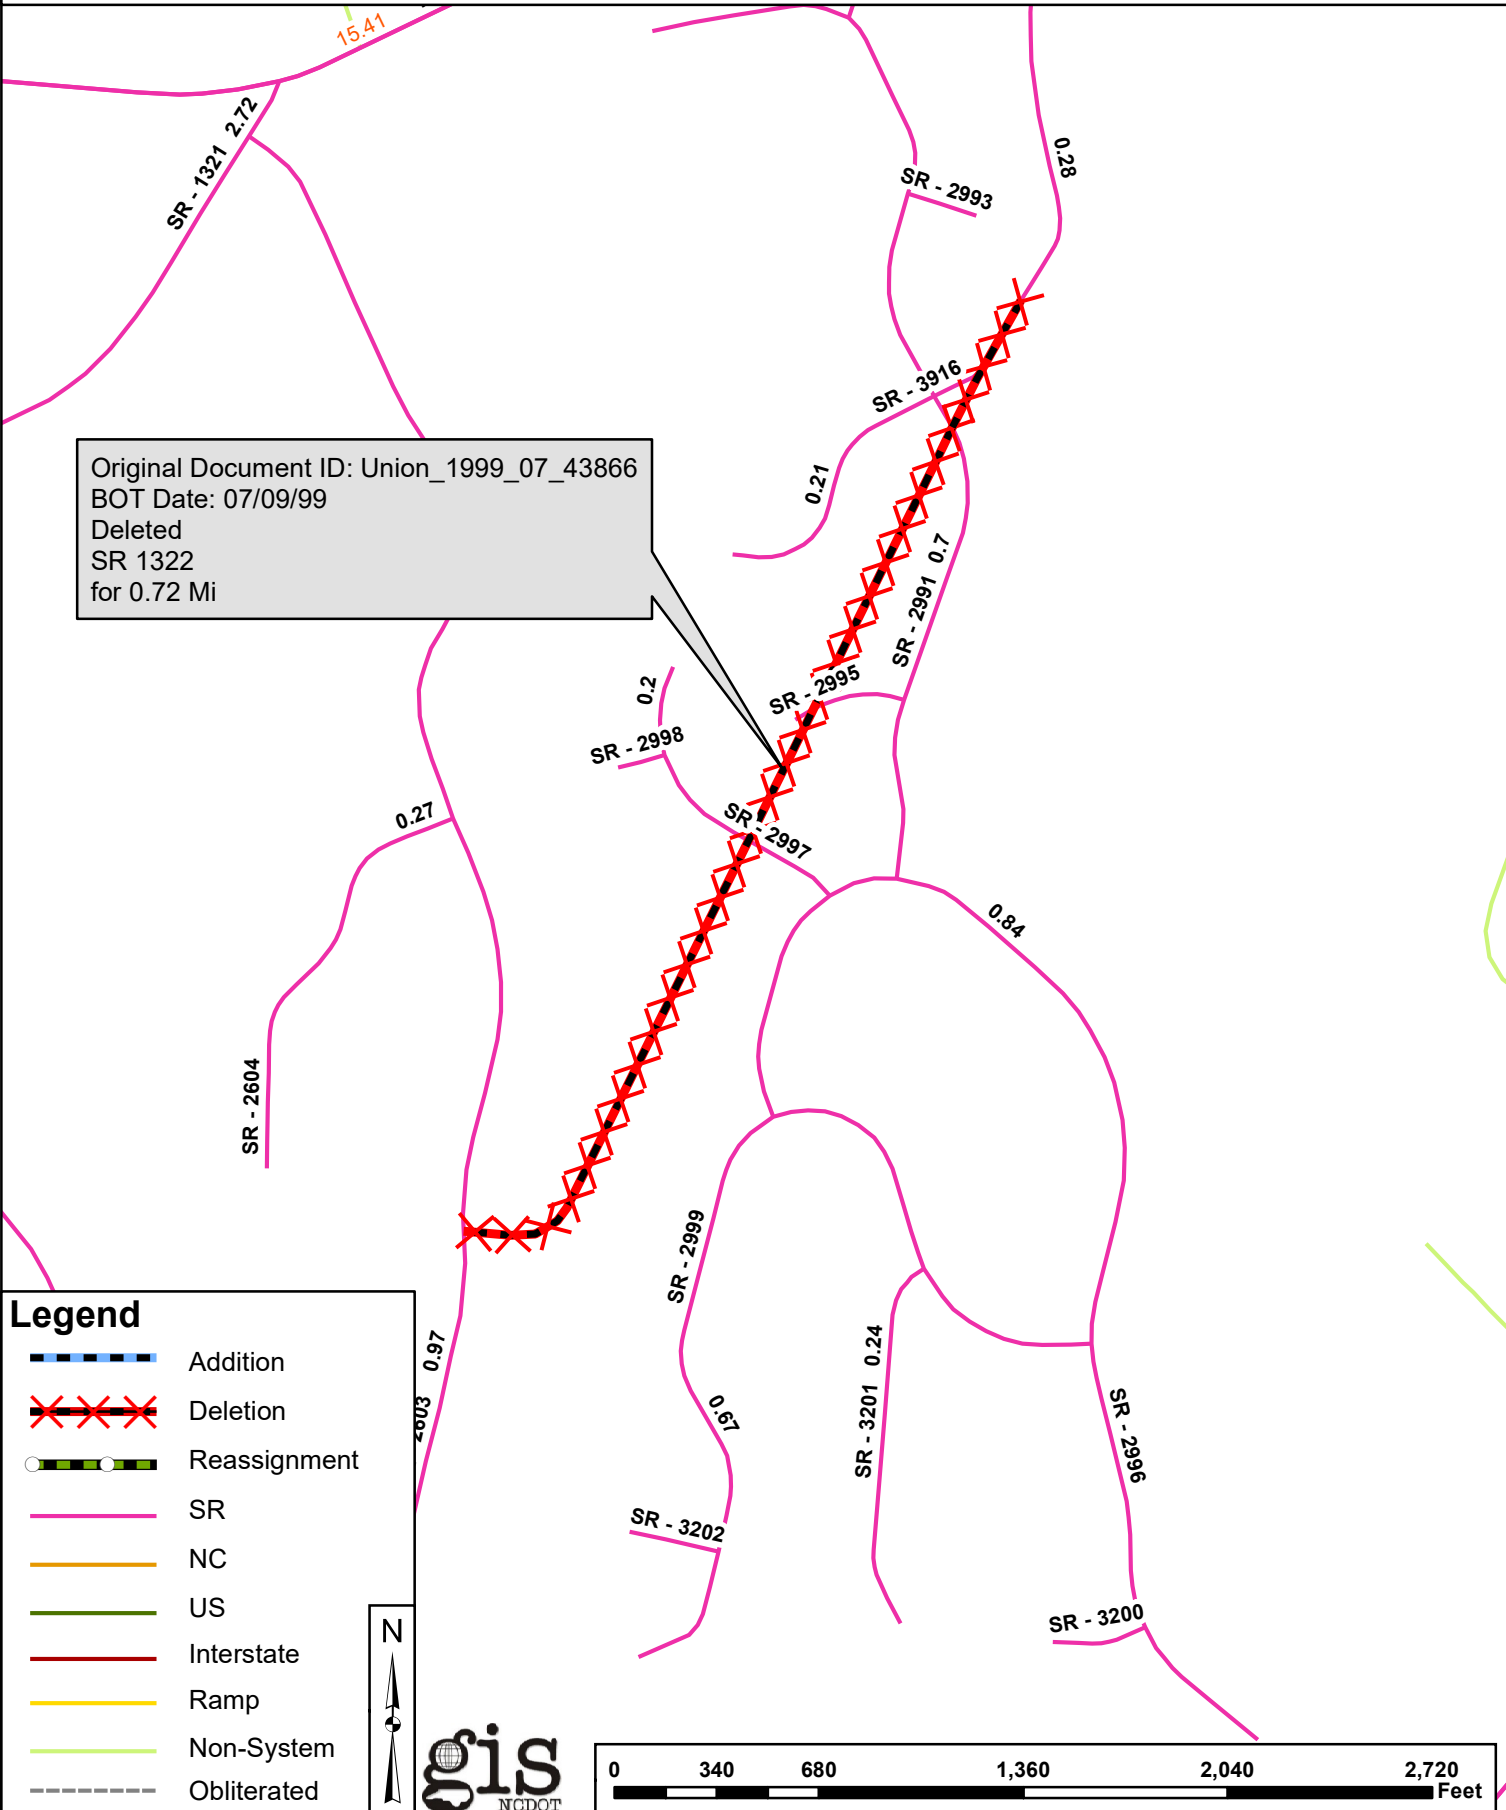 15.41
SR - 1321 2.72
0.28
SR - 2993
SR - 3916
0.21
Original Document ID: Union_1999_07_43866
BOT Date: 07/09/99
Deleted
SR 1322
for 0.72 Mi
SR - 2991 0.7
SR - 2995
0.2
SR - 2998
SR - 2997
0.27
0.84
SR - 2604
SR - 2999
0.97
2603
0.67
SR - 3201 0.24
SR - 2996
SR - 3202
SR - 3200
Legend
Addition
Deletion
Reassignment
SR
NC
US
Interstate
Ramp
Non-System
Obliterated
N
gis
NCDOT
0 340 680 1,360 2,040 2,720
Feet